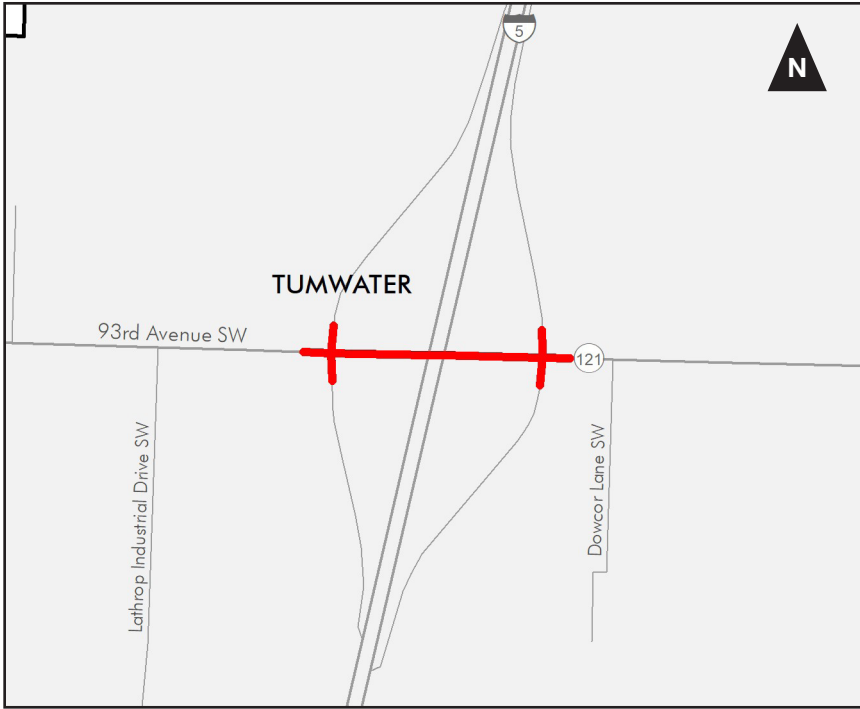 5
N
TUMWATER
93rd Avenue SW
121
Lathrop Industrial Drive SW
Dowcor Lane SW